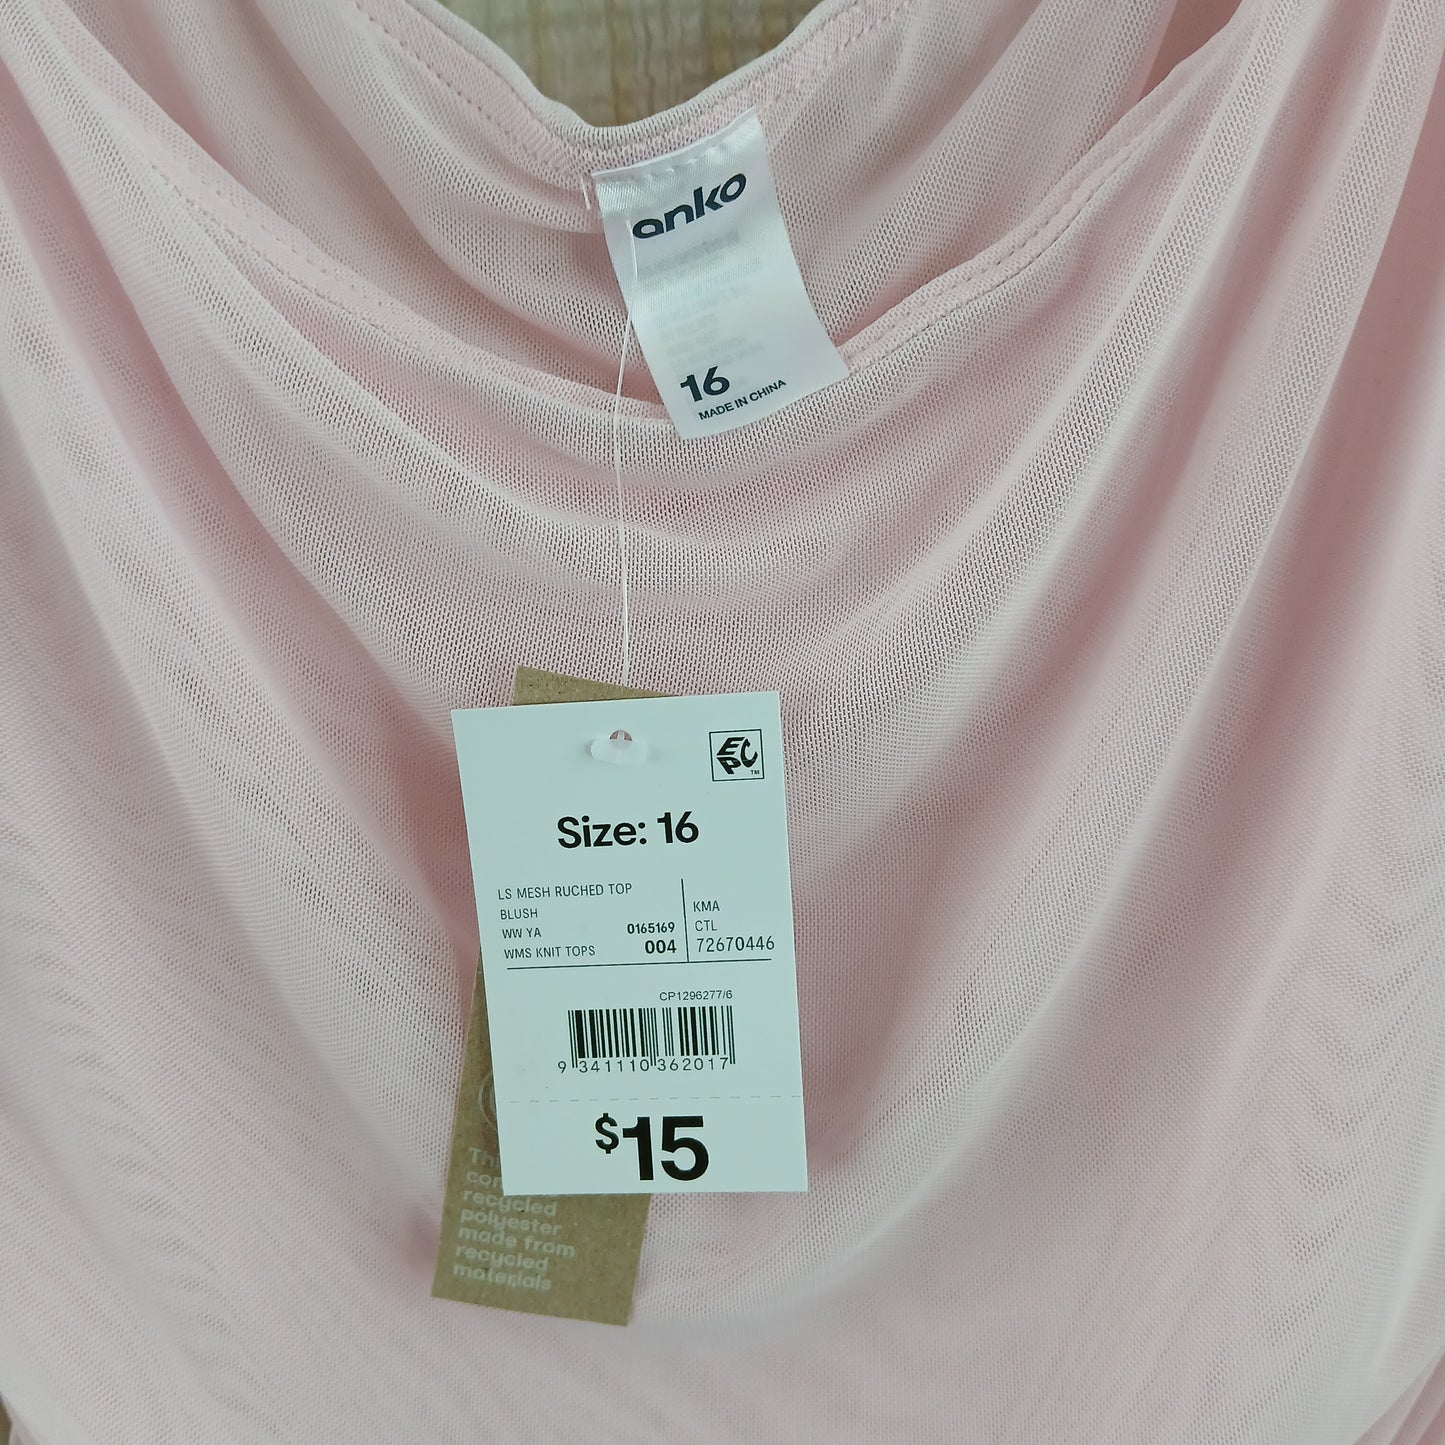 anko
16
MADE IN CHINA
EPC™
Size: 16
LS MESH RUCHED TOP
BLUSH
WW YA 0165169
WMS KNIT TOPS 004
KMA
CTL
72670446
CP1296277/6
9 341110 362017
$15
recycled
polyester
made from
recycled
materials